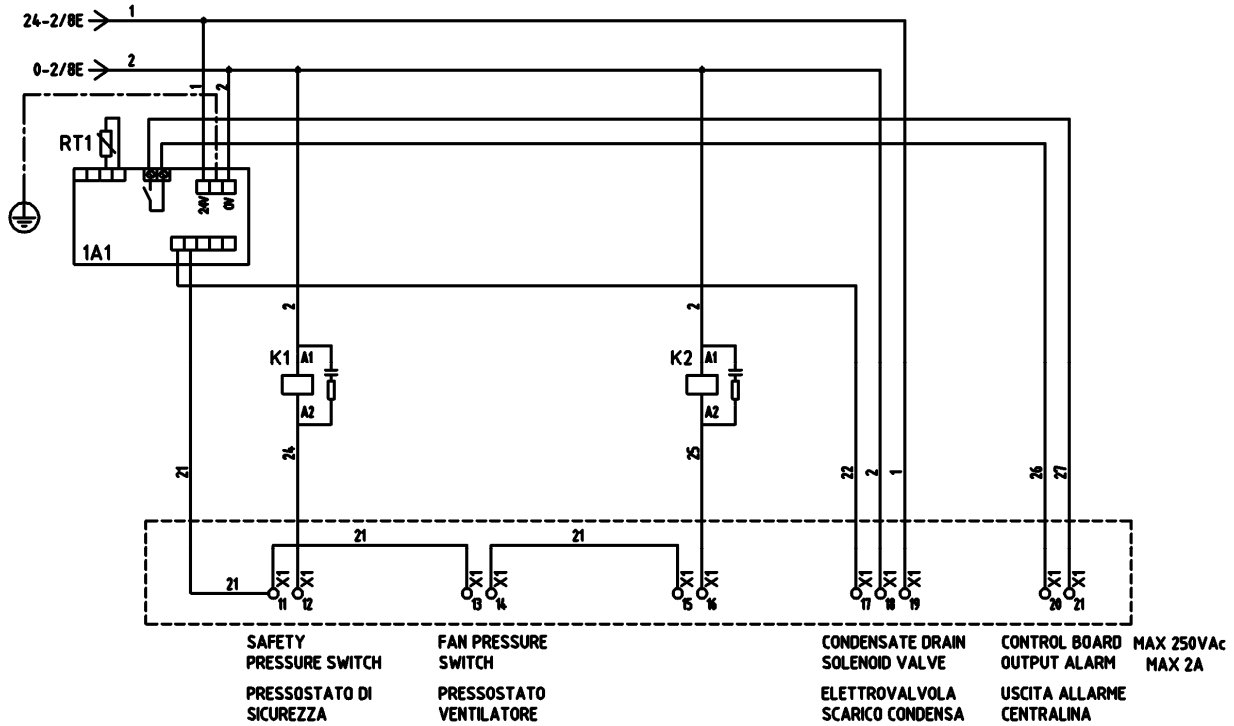 24-2/8E 1
0-2/8E 2
1 2
RT1
24V 0V
1A1
2 2
K1 A1 K2 A1
A2 A2
24 25
21 22 2 1 26 27
21 21
21 X1 X1 X1 X1 X1 X1 X1 X1 X1 X1 X1
11 12 13 14 15 16 17 18 19 20 21
SAFETY
PRESSURE SWITCH
PRESSOSTATO DI
SICUREZZA
FAN PRESSURE
SWITCH
PRESSOSTATO
VENTILATORE
CONDENSATE DRAIN
SOLENOID VALVE
ELETTROVALVOLA
SCARICO CONDENSA
CONTROL BOARD
OUTPUT ALARM
USCITA ALLARME
CENTRALINA
MAX 250VAc
MAX 2A